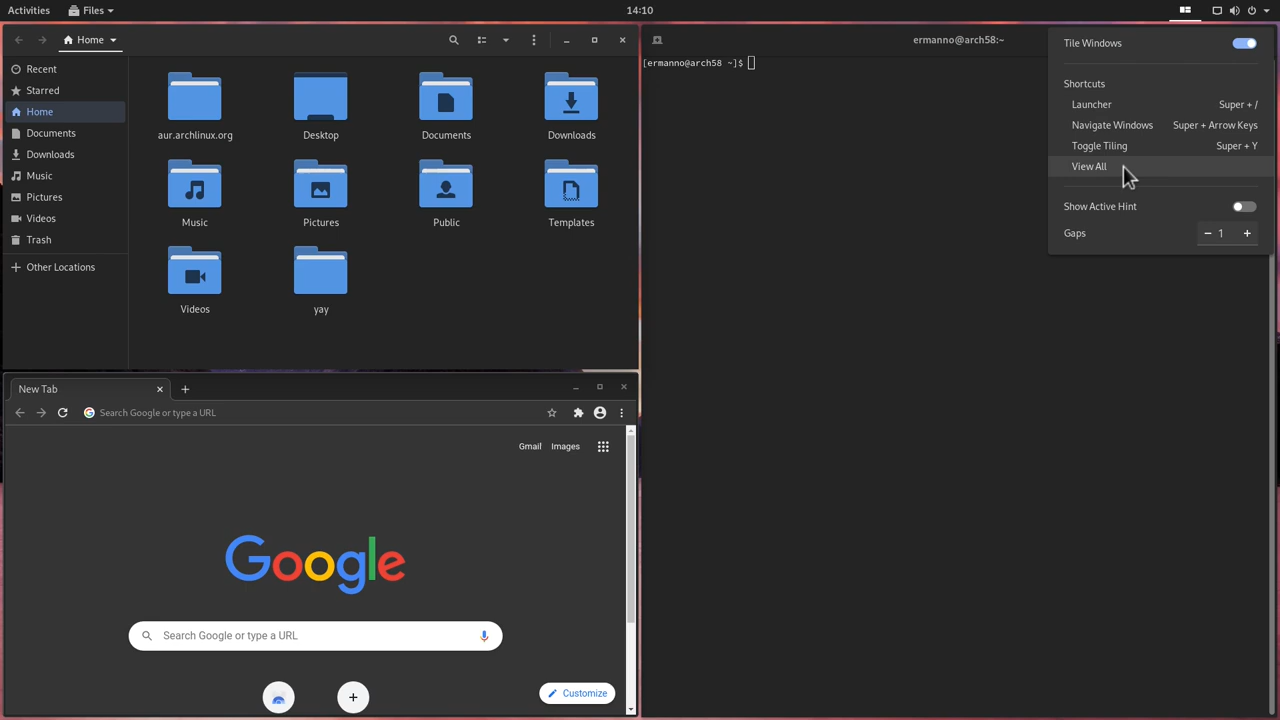 Activities
Files
14:10
Home
Recent
Starred
Home
Documents
Downloads
Music
Pictures
Videos
Trash
Other Locations
aur.archlinux.org
Desktop
Documents
Downloads
Music
Pictures
Public
Templates
Videos
yay
New Tab
Search Google or type a URL
Gmail Images
Google
Search Google or type a URL
Customize
ermanno@arch58:~
[ermanno@arch58 ~]$
Tile Windows
Shortcuts
Launcher Super + /
Navigate Windows Super + Arrow Keys
Toggle Tiling Super + Y
View All
Show Active Hint
Gaps − 1 +